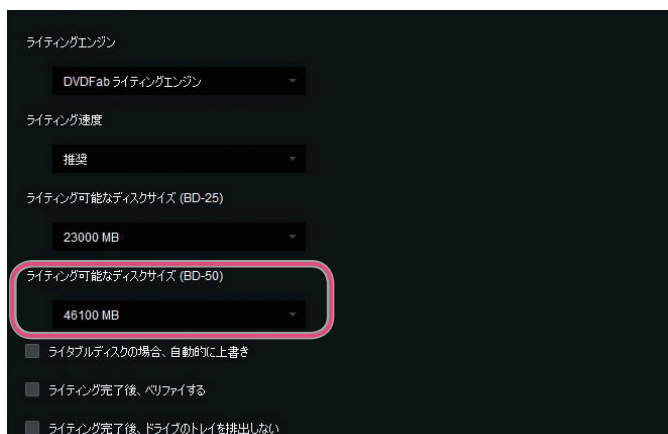 ライティングエンジン
DVDFab ライティングエンジン
ライティング速度
推奨
ライティング可能なディスクサイズ (BD-25)
23000 MB
ライティング可能なディスクサイズ (BD-50)
46100 MB
ライタブルディスクの場合、自動的に上書き
ライティング完了後、ベリファイする
ライティング完了後、ドライブのトレイを排出しない